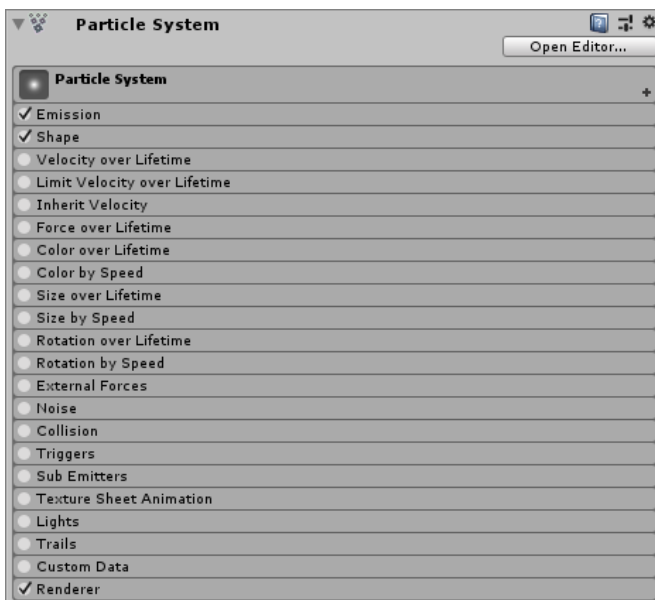 Particle System
Open Editor...
Particle System
Emission
Shape
Velocity over Lifetime
Limit Velocity over Lifetime
Inherit Velocity
Force over Lifetime
Color over Lifetime
Color by Speed
Size over Lifetime
Size by Speed
Rotation over Lifetime
Rotation by Speed
External Forces
Noise
Collision
Triggers
Sub Emitters
Texture Sheet Animation
Lights
Trails
Custom Data
Renderer